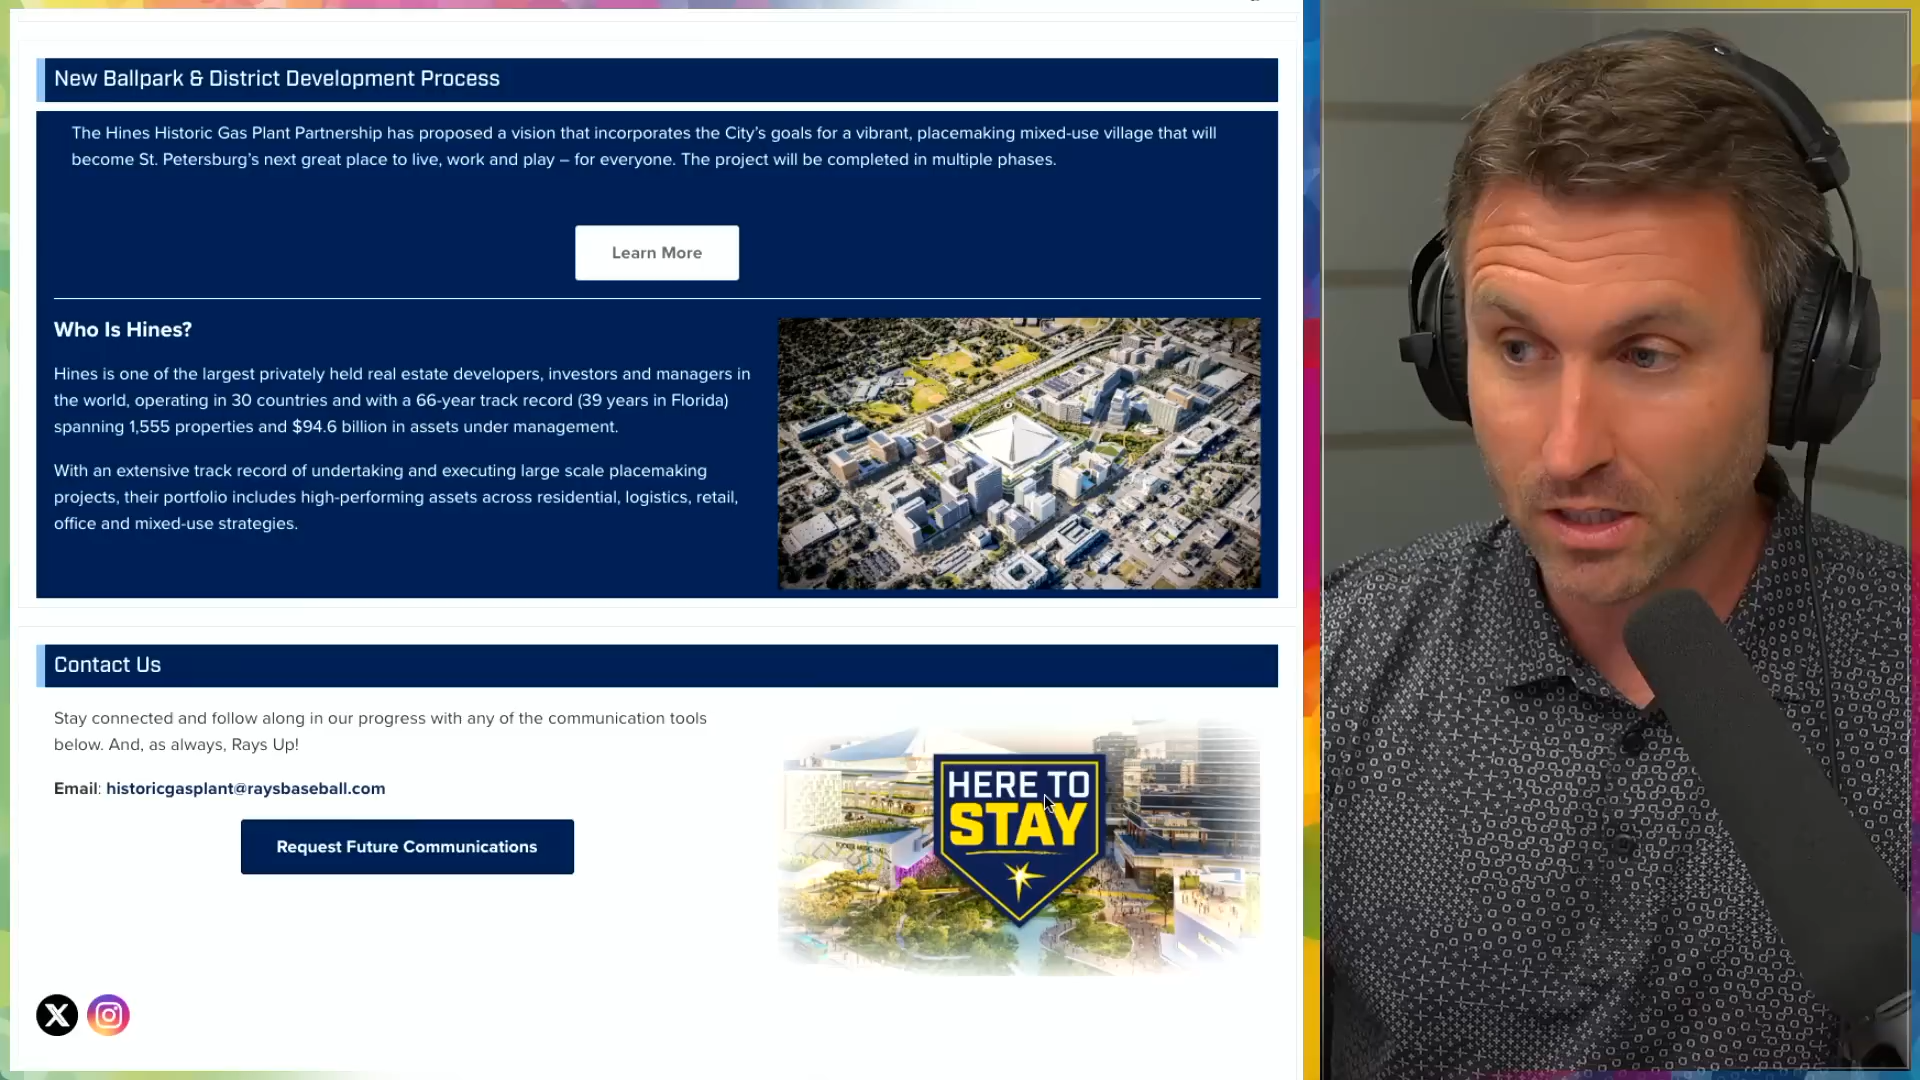 New Ballpark & District Development Process
The Hines Historic Gas Plant Partnership has proposed a vision that incorporates the City's goals for a vibrant, placemaking mixed-use village that will
become St. Petersburg's next great place to live, work and play – for everyone. The project will be completed in multiple phases.
Learn More
Who Is Hines?
Hines is one of the largest privately held real estate developers, investors and managers in
the world, operating in 30 countries and with a 66-year track record (39 years in Florida)
spanning 1,555 properties and $94.6 billion in assets under management.
With an extensive track record of undertaking and executing large scale placemaking
projects, their portfolio includes high-performing assets across residential, logistics, retail,
office and mixed-use strategies.
Contact Us
Stay connected and follow along in our progress with any of the communication tools
below. And, as always, Rays Up!
Email: historicgasplant@raysbaseball.com
Request Future Communications
HERE TO
STAY